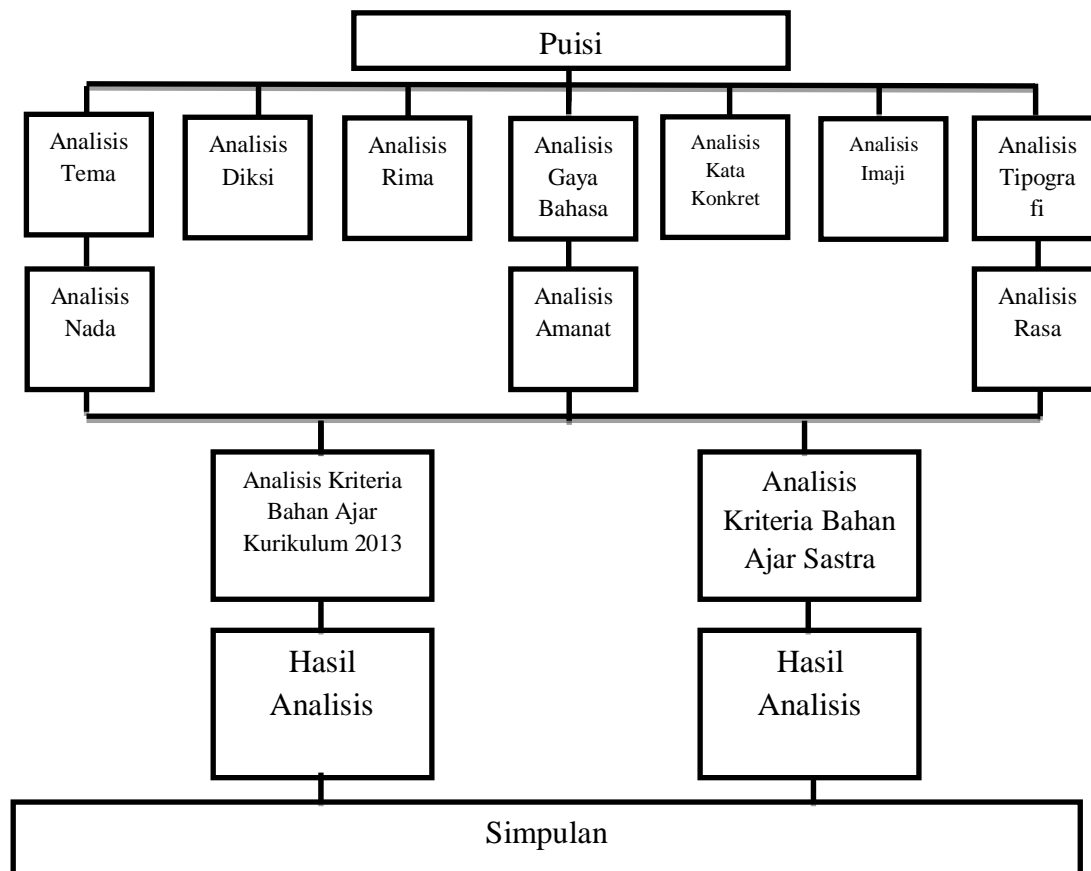 Puisi
Analisis
Tema
Analisis
Diksi
Analisis
Rima
Analisis
Gaya
Bahasa
Analisis
Kata
Konkret
Analisis
Imaji
Analisis
Tipogra
fi
Analisis
Nada
Analisis
Amanat
Analisis
Rasa
Analisis Kriteria
Bahan Ajar
Kurikulum 2013
Analisis
Kriteria Bahan
Ajar Sastra
Hasil
Analisis
Hasil
Analisis
Simpulan